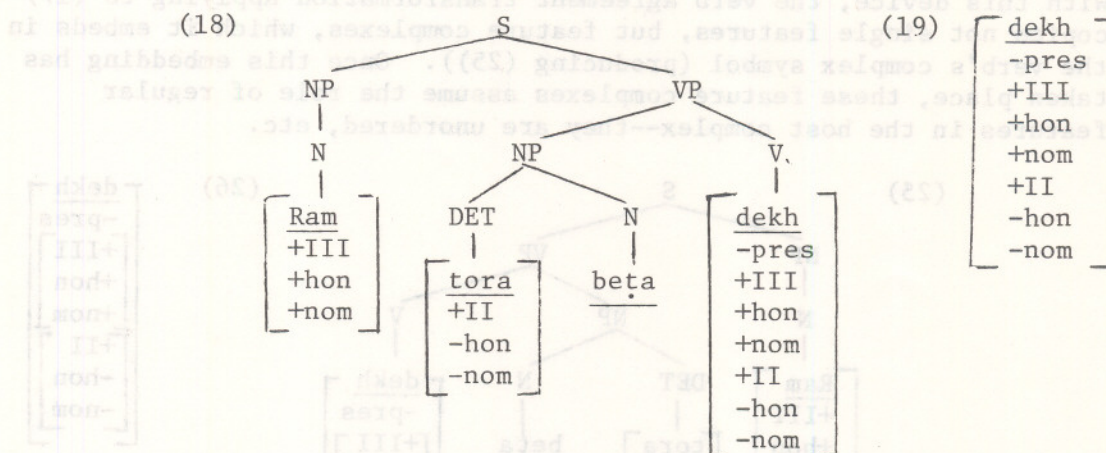 (18) S (19)
NP VP
N NP V
DET N
[Ram +III +hon +nom]
[tora +II -hon -nom]
beṭa
[dekh -pres +III +hon +nom +II -hon -nom]
[dekh -pres +III +hon +nom +II -hon -nom]